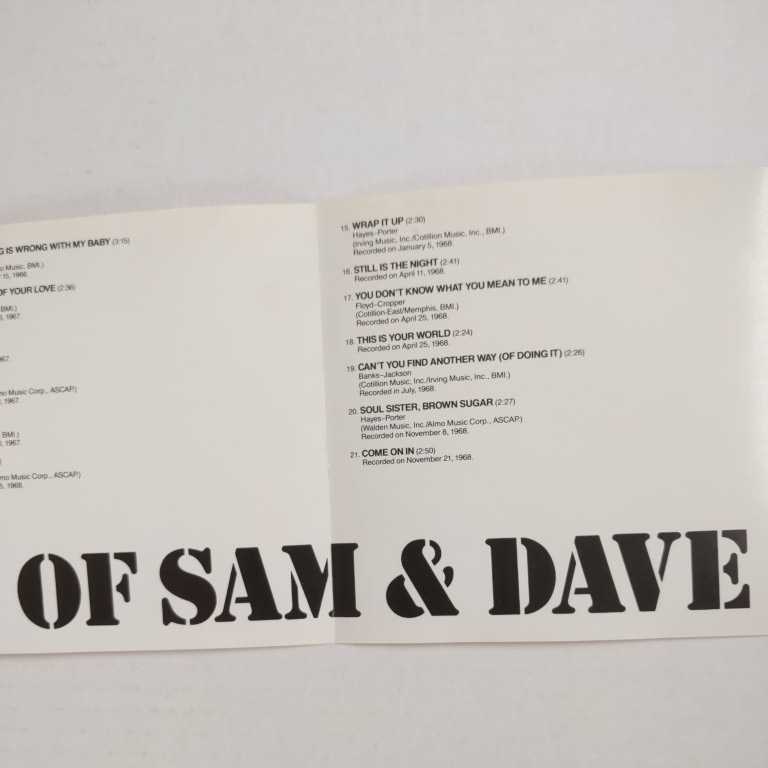 G IS WRONG WITH MY BABY (3:15)
o Music, BMI.)
15, 1966.
OF YOUR LOVE (2:36)
BMI.)
1967.
967.
mo Music Corp., ASCAP.)
1967.
BMI.)
1967.
mo Music Corp., ASCAP.)
1968.
15. WRAP IT UP (2:30)
Hayes–Porter
(Irving Music, Inc./Cotillion Music, Inc., BMI.)
Recorded on January 5, 1968.
16. STILL IS THE NIGHT (2:41)
Recorded on April 11, 1968.
17. YOU DON'T KNOW WHAT YOU MEAN TO ME (2:41)
Floyd–Cropper
(Cotillion-East/Memphis, BMI.)
Recorded on April 25, 1968.
18. THIS IS YOUR WORLD (2:24)
Recorded on April 25, 1968.
19. CAN'T YOU FIND ANOTHER WAY (OF DOING IT) (2:26)
Banks–Jackson
(Cotillion Music, Inc./Irving Music, Inc., BMI.)
Recorded in July, 1968.
20. SOUL SISTER, BROWN SUGAR (2:27)
Hayes–Porter
(Walden Music, Inc./Almo Music Corp., ASCAP.)
Recorded on November 8, 1968.
21. COME ON IN (2:50)
Recorded on November 21, 1968.
OF SAM & DAVE